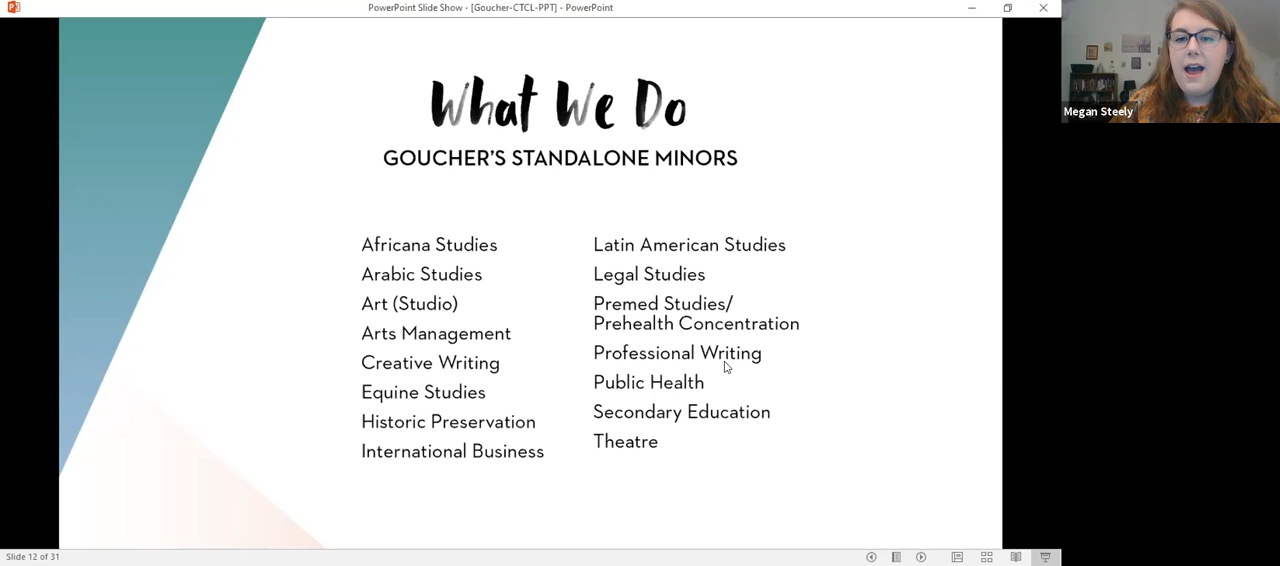 PowerPoint Slide Show - [Goucher-CTCL-PPT] - PowerPoint
What We Do
GOUCHER'S STANDALONE MINORS
Africana Studies
Arabic Studies
Art (Studio)
Arts Management
Creative Writing
Equine Studies
Historic Preservation
International Business
Latin American Studies
Legal Studies
Premed Studies/
Prehealth Concentration
Professional Writing
Public Health
Secondary Education
Theatre
Megan Steely
Slide 12 of 31